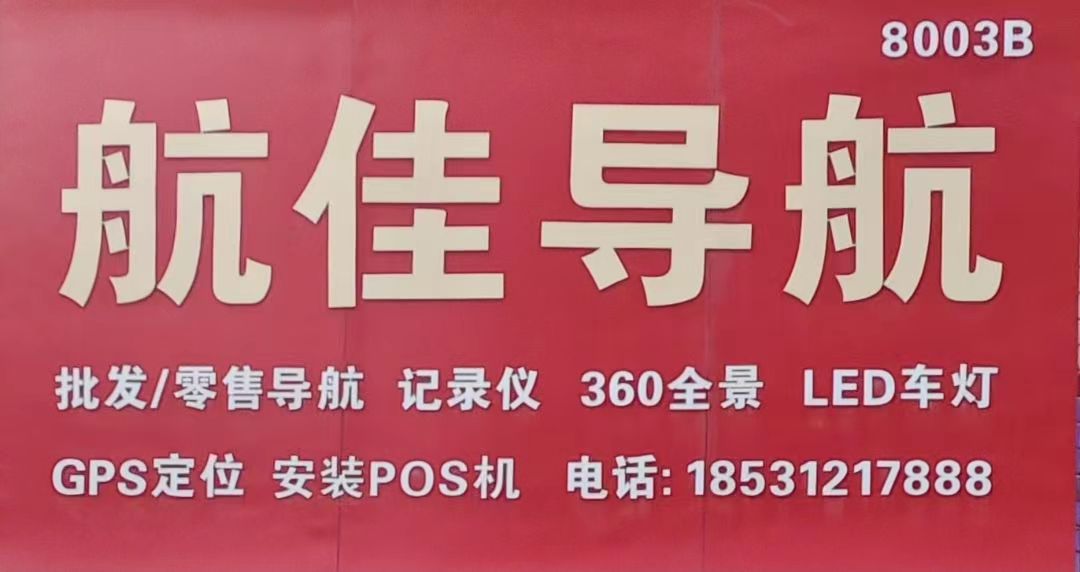 8003B
航佳导航
批发/零售导航 记录仪 360全景 LED车灯
GPS定位 安装POS机 电话: 18531217888